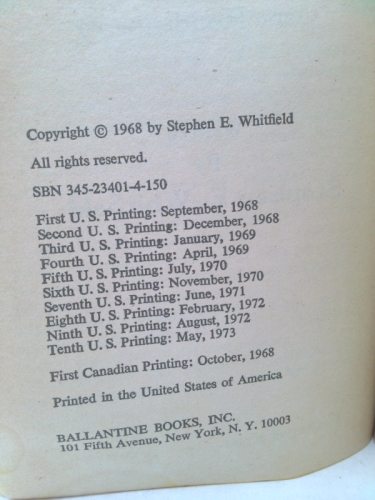 Copyright © 1968 by Stephen E. Whitfield
All rights reserved.
SBN 345-23401-4-150
First U. S. Printing: September, 1968
Second U. S. Printing: December, 1968
Third U. S. Printing: January, 1969
Fourth U. S. Printing: April, 1969
Fifth U. S. Printing: July, 1970
Sixth U. S. Printing: November, 1970
Seventh U. S. Printing: June, 1971
Eighth U. S. Printing: February, 1972
Ninth U. S. Printing: August, 1972
Tenth U. S. Printing: May, 1973
First Canadian Printing: October, 1968
Printed in the United States of America
BALLANTINE BOOKS, INC.
101 Fifth Avenue, New York, N. Y. 10003